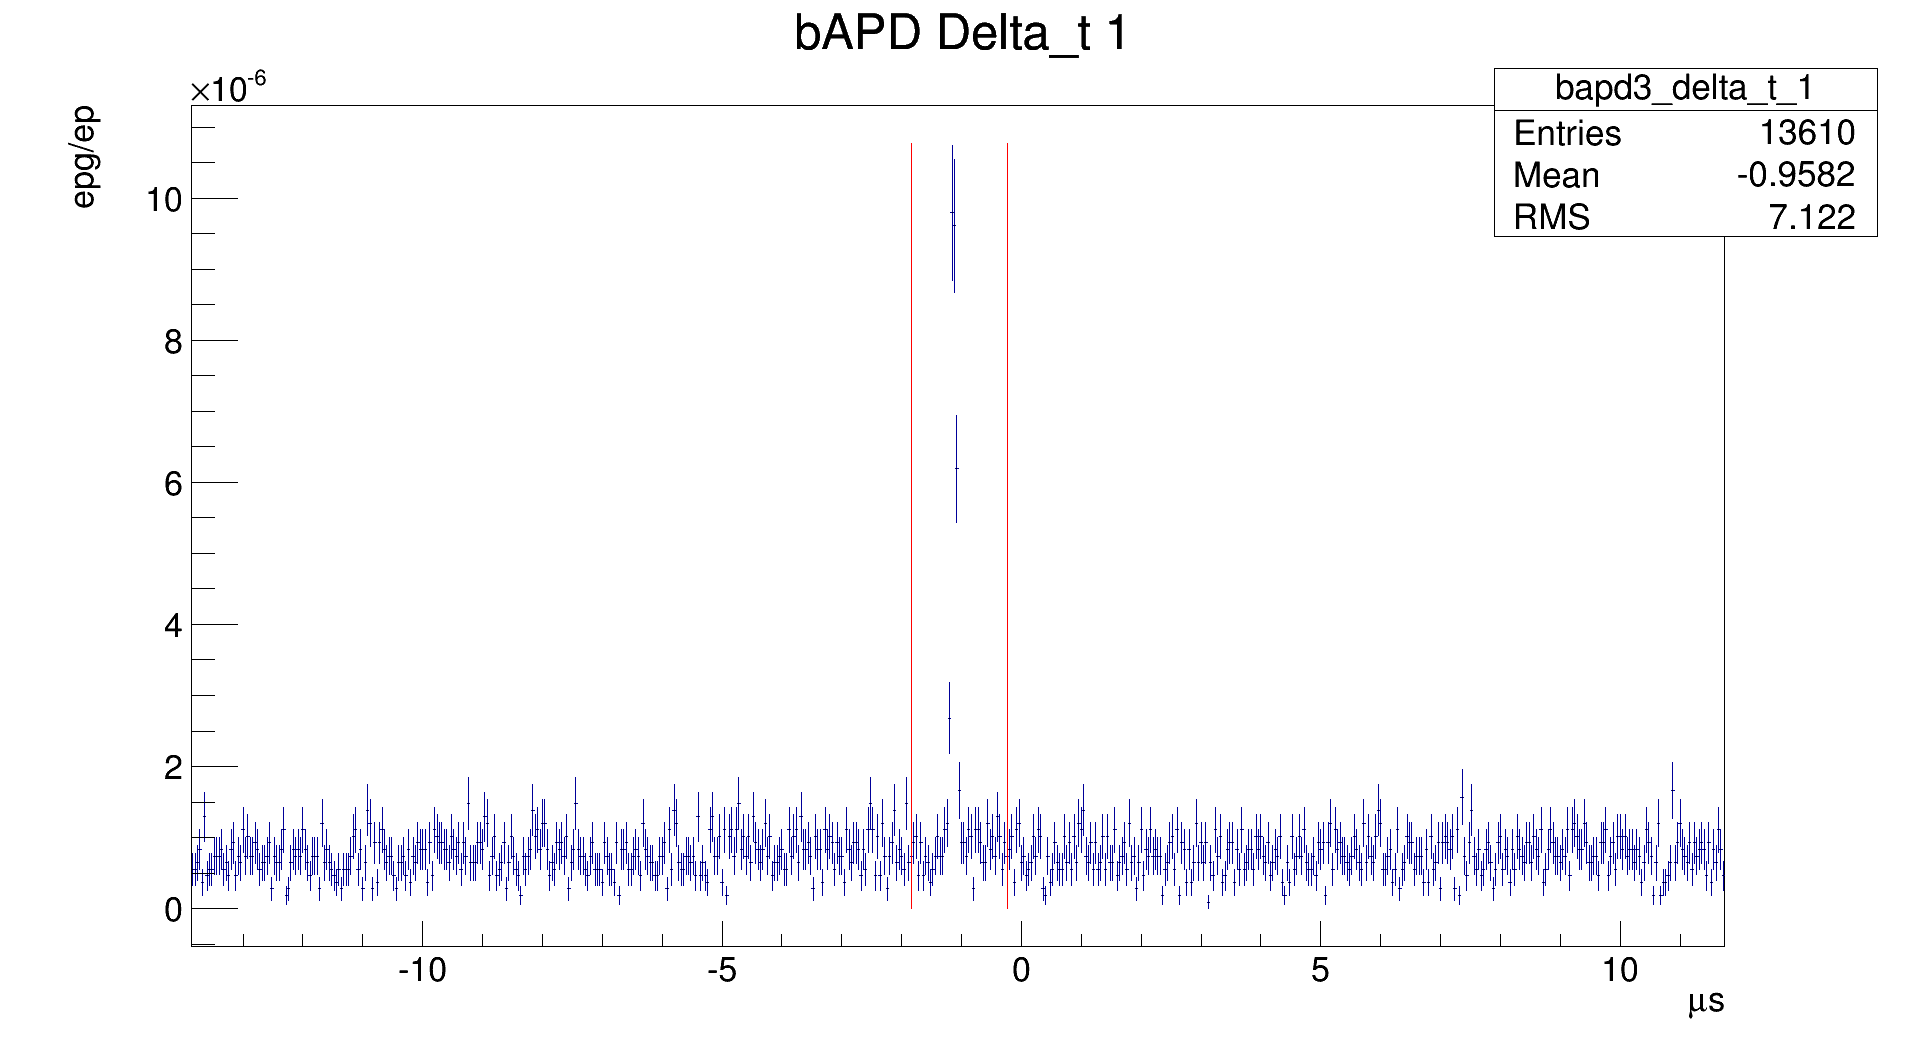 bAPD Delta_t 1
×10⁻⁶
epg/ep
bapd3_delta_t_1
Entries 13610
Mean -0.9582
RMS 7.122
10
8
6
4
2
0
-10 -5 0 5 10
μs